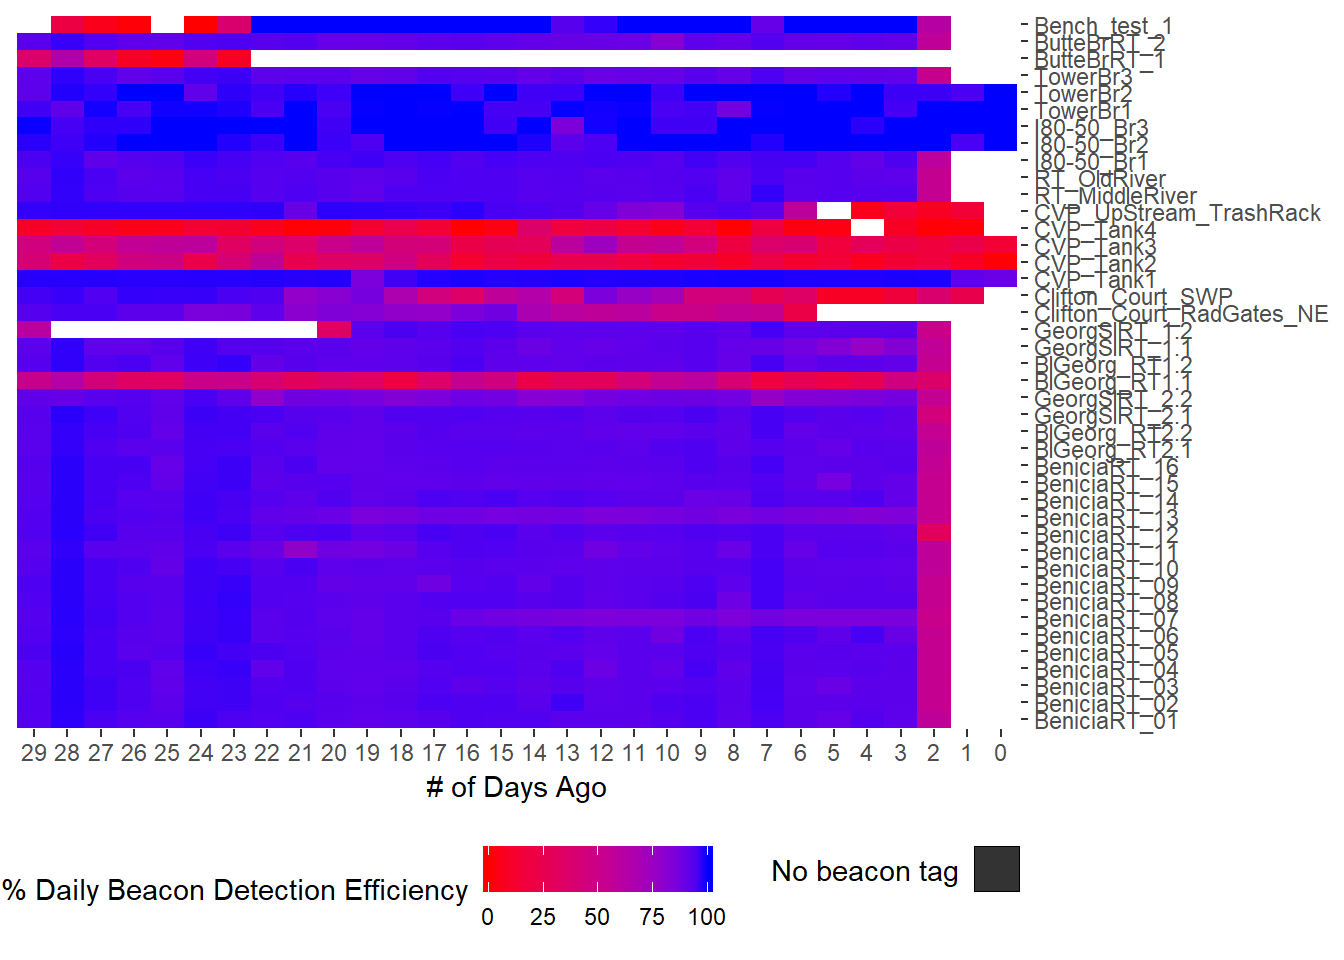 Bench_test_1
ButteBrRT_2
ButteBrRT_1
TowerBr3
TowerBr2
TowerBr1
I80-50_Br3
I80-50_Br2
I80-50_Br1
RT_OldRiver
RT_MiddleRiver
CVP_UpStream_TrashRack
CVP_Tank4
CVP_Tank3
CVP_Tank2
CVP_Tank1
Clifton_Court_SWP
Clifton_Court_RadGates_NE
GeorgSlRT_1.2
GeorgSlRT_1.1
BlGeorg_RT1.2
BlGeorg_RT1.1
GeorgSlRT_2.2
GeorgSlRT_2.1
BlGeorg_RT2.2
BlGeorg_RT2.1
BeniciaRT_16
BeniciaRT_15
BeniciaRT_14
BeniciaRT_13
BeniciaRT_12
BeniciaRT_11
BeniciaRT_10
BeniciaRT_09
BeniciaRT_08
BeniciaRT_07
BeniciaRT_06
BeniciaRT_05
BeniciaRT_04
BeniciaRT_03
BeniciaRT_02
BeniciaRT_01
29 28 27 26 25 24 23 22 21 20 19 18 17 16 15 14 13 12 11 10 9 8 7 6 5 4 3 2 1 0
# of Days Ago
% Daily Beacon Detection Efficiency
0 25 50 75 100
No beacon tag